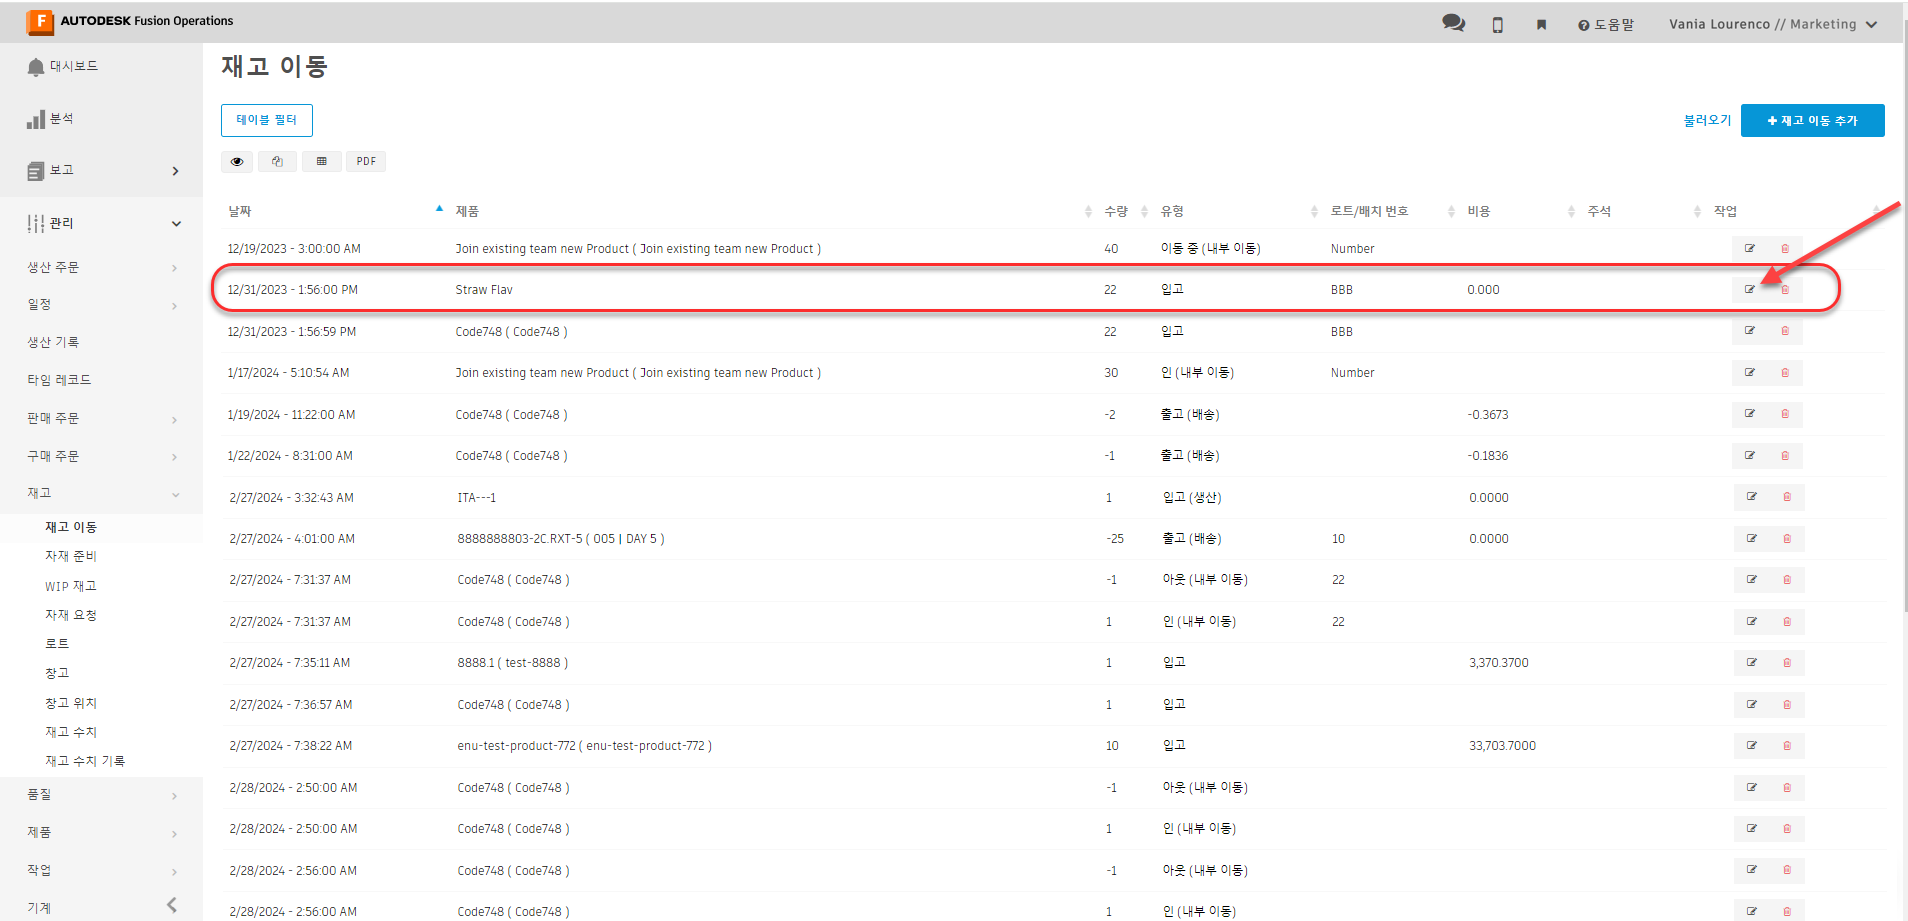 F AUTODESK Fusion Operations
도움말
Vania Lourenco // Marketing
대시보드
분석
보고
관리
생산 주문
일정
생산 기록
타임 레코드
판매 주문
구매 주문
재고
재고 이동
자재 준비
WIP 재고
자재 요청
로트
창고
창고 위치
재고 수치
재고 수치 기록
품질
제품
작업
기계
재고 이동
테이블 필터
불러오기
+ 재고 이동 추가
PDF
날짜 제품 수량 유형 로트/배치 번호 비용 주석 작업
12/19/2023 - 3:00:00 AM Join existing team new Product ( Join existing team new Product ) 40 이동 중 (내부 이동) Number
12/31/2023 - 1:56:00 PM Straw Flav 22 입고 BBB 0.000
12/31/2023 - 1:56:59 PM Code748 ( Code748 ) 22 입고 BBB
1/17/2024 - 5:10:54 AM Join existing team new Product ( Join existing team new Product ) 30 인 (내부 이동) Number
1/19/2024 - 11:22:00 AM Code748 ( Code748 ) -2 출고 (배송) -0.3673
1/22/2024 - 8:31:00 AM Code748 ( Code748 ) -1 출고 (배송) -0.1836
2/27/2024 - 3:32:43 AM ITA---1 1 입고 (생산) 0.0000
2/27/2024 - 4:01:00 AM 8888888803-2C.RXT-5 ( 005 | DAY 5 ) -25 출고 (배송) 10 0.0000
2/27/2024 - 7:31:37 AM Code748 ( Code748 ) -1 아웃 (내부 이동) 22
2/27/2024 - 7:31:37 AM Code748 ( Code748 ) 1 인 (내부 이동) 22
2/27/2024 - 7:35:11 AM 8888.1 ( test-8888 ) 1 입고 3,370.3700
2/27/2024 - 7:36:57 AM Code748 ( Code748 ) 1 입고
2/27/2024 - 7:38:22 AM enu-test-product-772 ( enu-test-product-772 ) 10 입고 33,703.7000
2/28/2024 - 2:50:00 AM Code748 ( Code748 ) -1 아웃 (내부 이동)
2/28/2024 - 2:50:00 AM Code748 ( Code748 ) 1 인 (내부 이동)
2/28/2024 - 2:56:00 AM Code748 ( Code748 ) -1 아웃 (내부 이동)
2/28/2024 - 2:56:00 AM Code748 ( Code748 ) 1 인 (내부 이동)